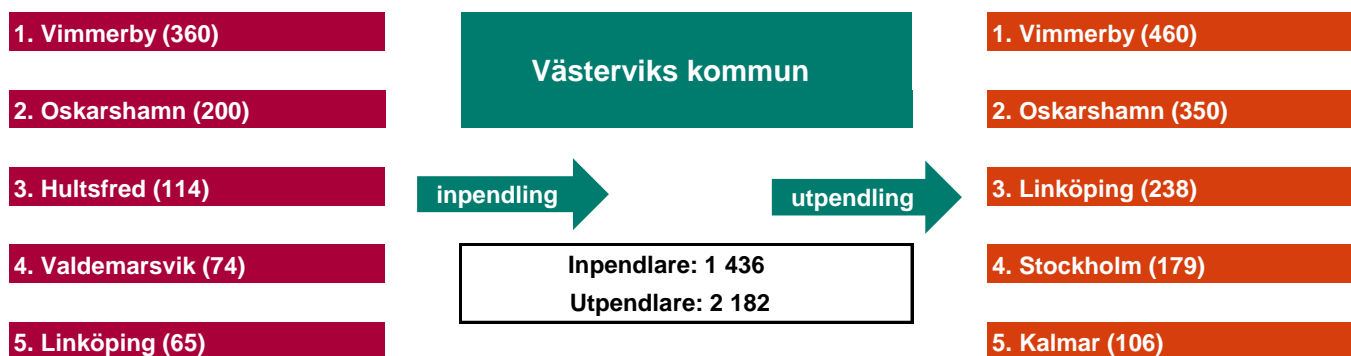 1. Vimmerby (360)
2. Oskarshamn (200)
3. Hultsfred (114)
4. Valdemarsvik (74)
5. Linköping (65)
Västerviks kommun
inpendling
utpendling
Inpendlare: 1 436
Utpendlare: 2 182
1. Vimmerby (460)
2. Oskarshamn (350)
3. Linköping (238)
4. Stockholm (179)
5. Kalmar (106)